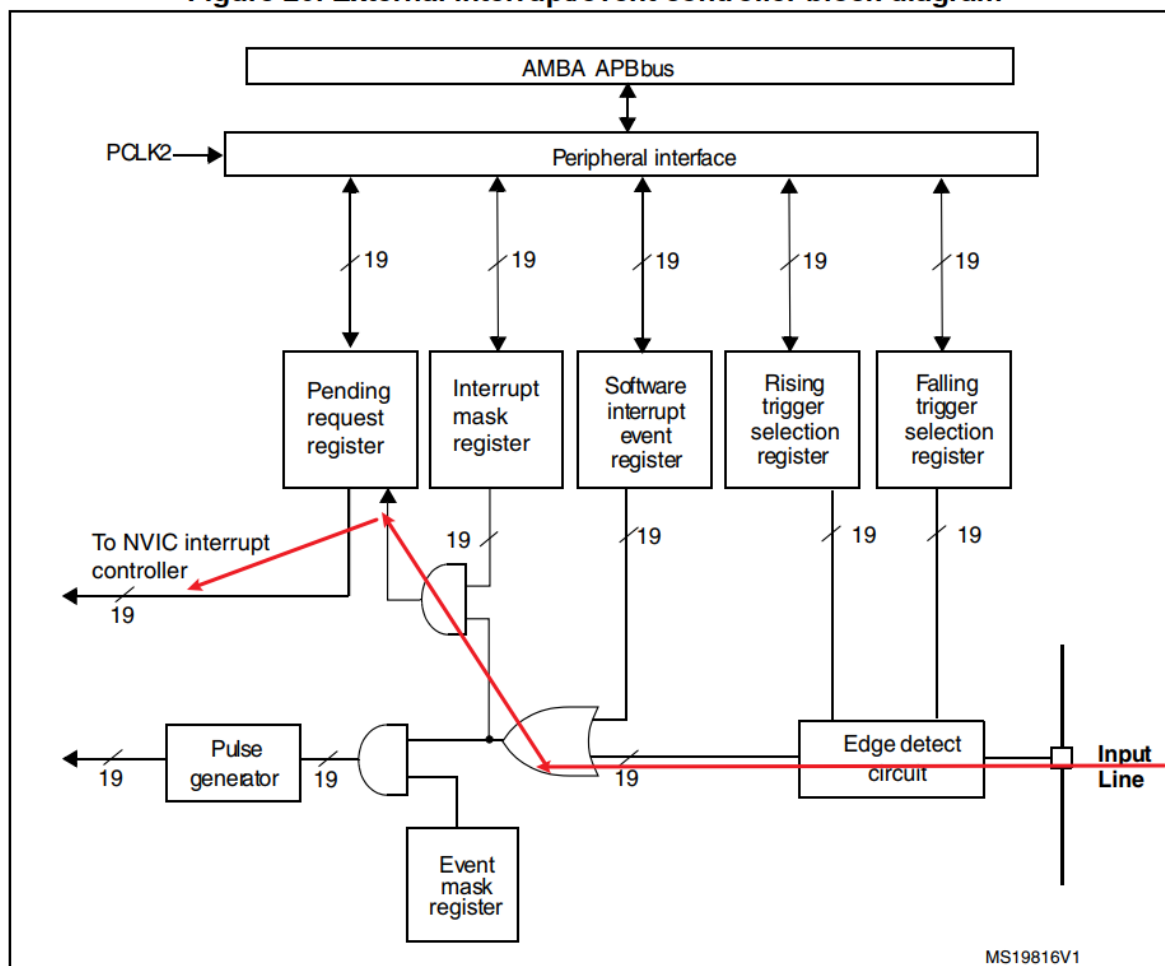 AMBA APB bus
PCLK2
Peripheral interface
19
19
19
19
19
Pending
request
register
Interrupt
mask
register
Software
interrupt
event
register
Rising
trigger
selection
register
Falling
trigger
selection
register
To NVIC interrupt
controller
19
19
19
19
19
19
Pulse
generator
19
19
Edge detect
circuit
Input
Line
Event
mask
register
MS19816V1